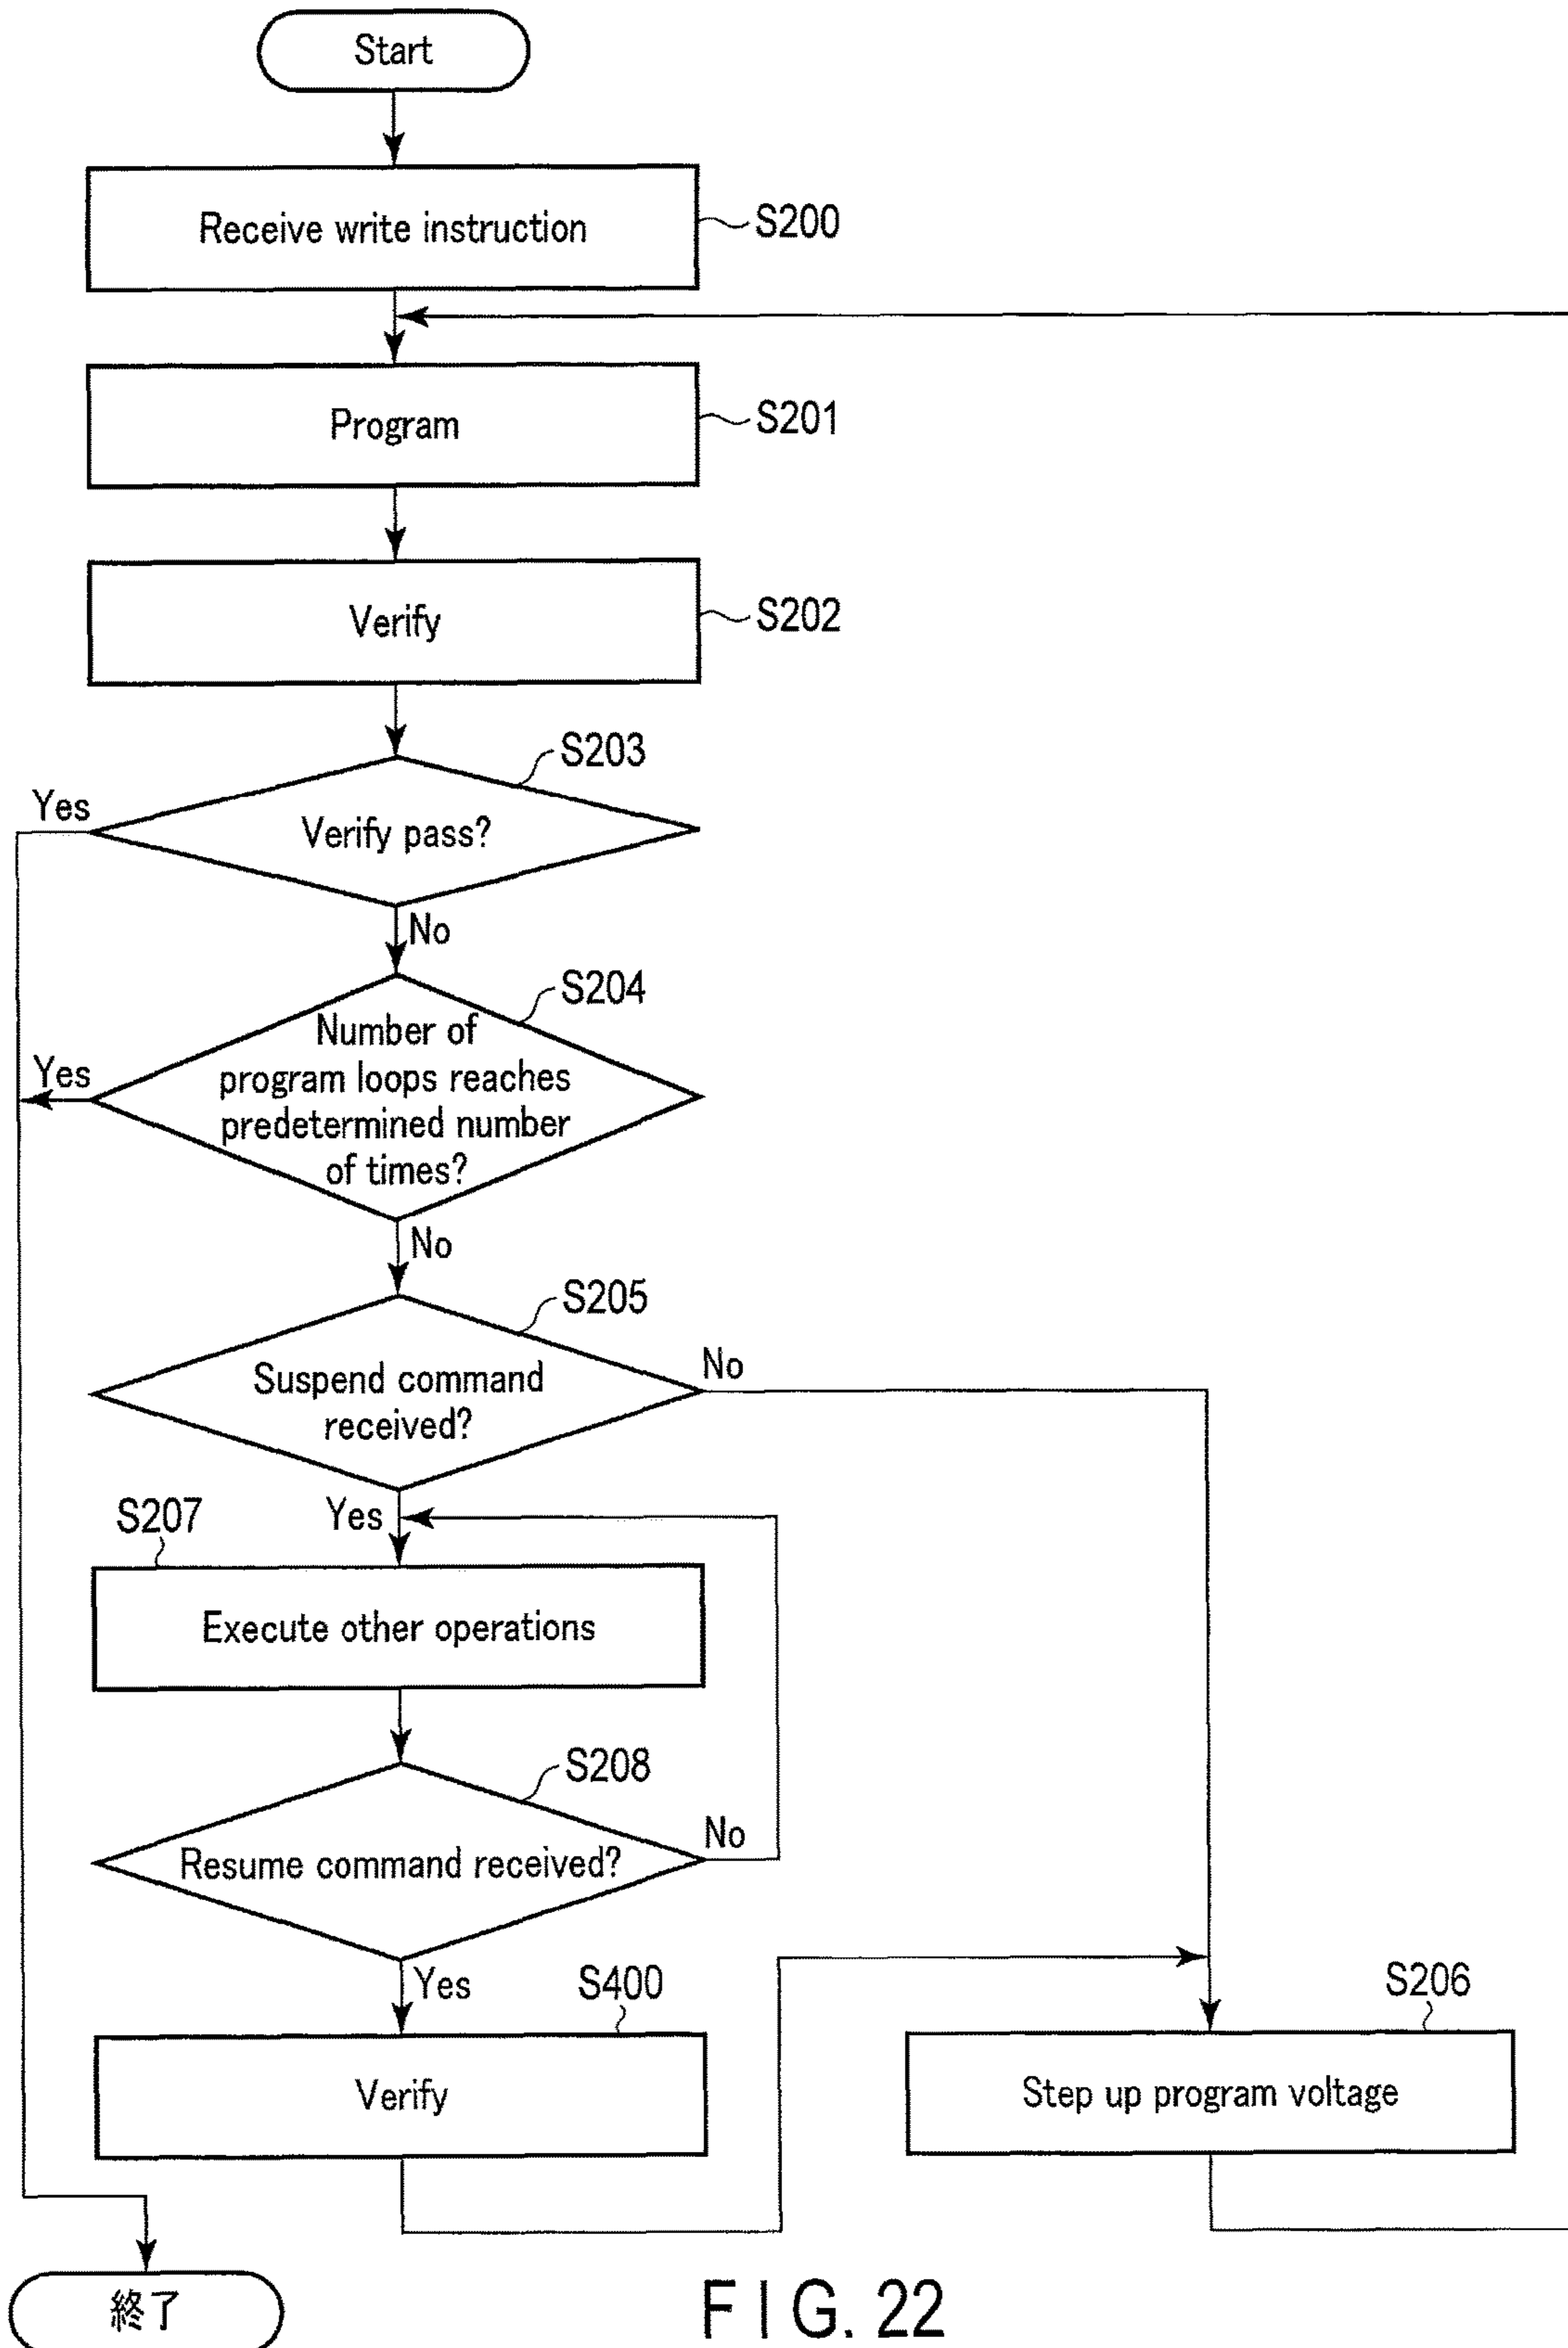 Start
Receive write instruction
S200
Program
S201
Verify
S202
S203
Yes
Verify pass?
No
S204
Yes
Number of
program loops reaches
predetermined number
of times?
No
S205
Suspend command
received?
No
Yes
S207
Execute other operations
S208
Resume command received?
No
Yes
S400
Verify
S206
Step up program voltage
終了
FIG. 22